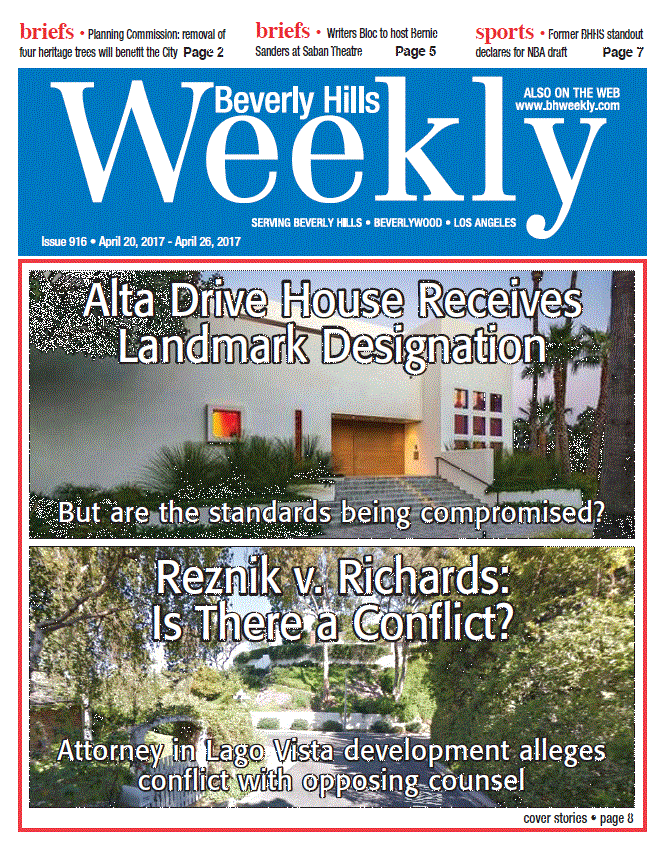 briefs • Planning Commission: removal of
four heritage trees will benefit the City Page 2
briefs • Writers Bloc to host Bernie
Sanders at Saban Theatre Page 5
sports • Former BHHS standout
declares for NBA draft Page 7
Beverly Hills
Weekly
ALSO ON THE WEB
www.bhweekly.com
SERVING BEVERLY HILLS • BEVERLYWOOD • LOS ANGELES
Issue 916 • April 20, 2017 - April 26, 2017
Alta Drive House Receives
Landmark Designation
But are the standards being compromised?
Reznik v. Richards:
Is There a Conflict?
Attorney in Lago Vista development alleges
conflict with opposing counsel
cover stories • page 8